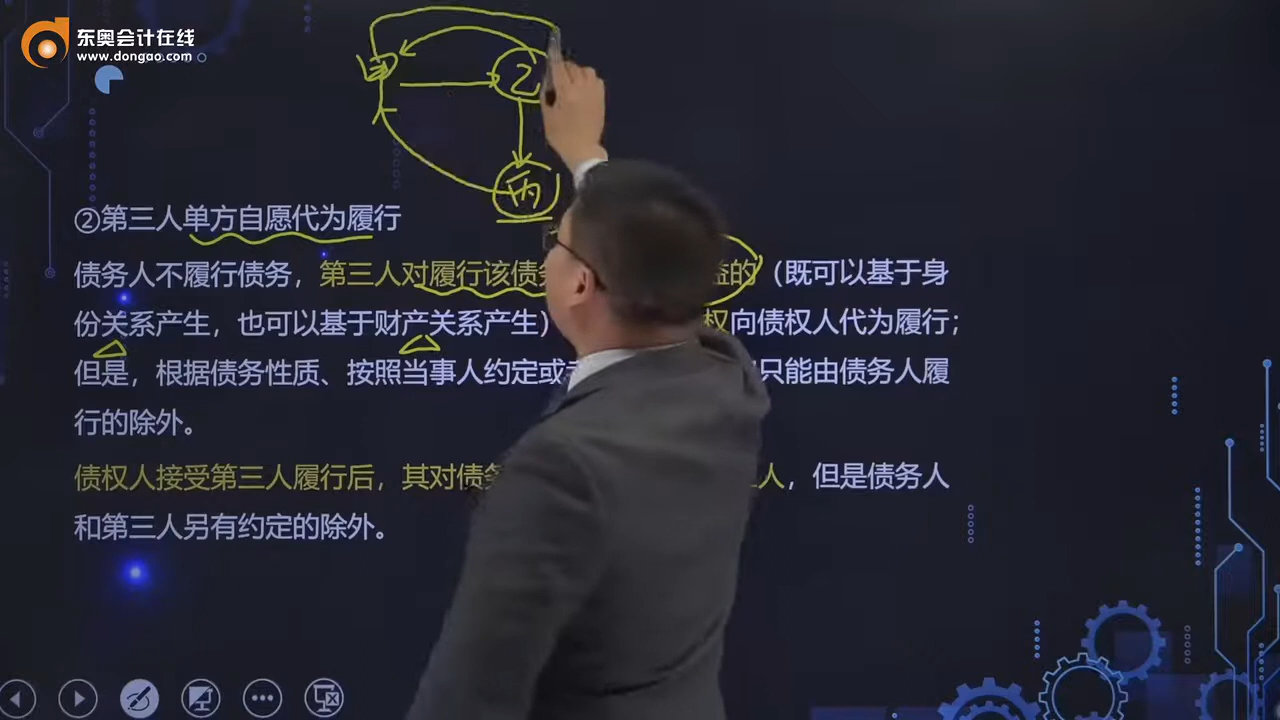 东奥会计在线
www.dongao.com
甲
乙
丙
②第三人单方自愿代为履行
债务人不履行债务，第三人对履行该债 益的（既可以基于身
份关系产生，也可以基于财产关系产生） 权向债权人代为履行；
但是，根据债务性质、按照当事人约定或 只能由债务人履
行的除外。
债权人接受第三人履行后，其对债 人，但是债务人
和第三人另有约定的除外。